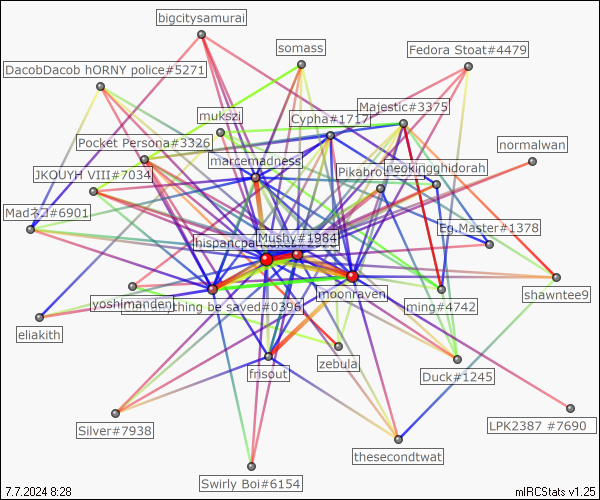 bigcitysamurai
somass
Fedora Stoat#4479
DacobDacob hORNY police#5271
Majestic#3375
mukszi
Cypha#1717
Pocket Persona#3326
normalwan
marcemadness
JKOUYH VIII#7034
neokingghidorah
Madネコ#6901
Eg.Master#1378
Mushy#1984
moonraven
shawntee9
yoshimanden
thing be saved#0396
ming#4742
eliakith
zebula
frisout
Duck#1245
Silver#7938
LPK2387 #7690
thesecondtwat
Swirly Boi#6154
7.7.2024 8:28
mIRCStats v1.25